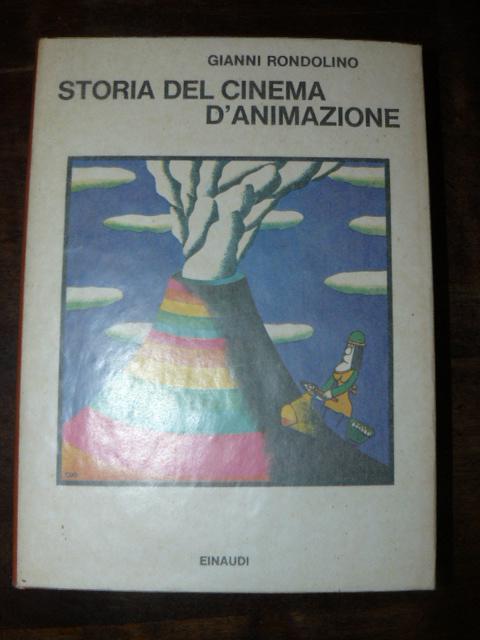 GIANNI RONDOLINO
STORIA DEL CINEMA
D'ANIMAZIONE
EINAUDI